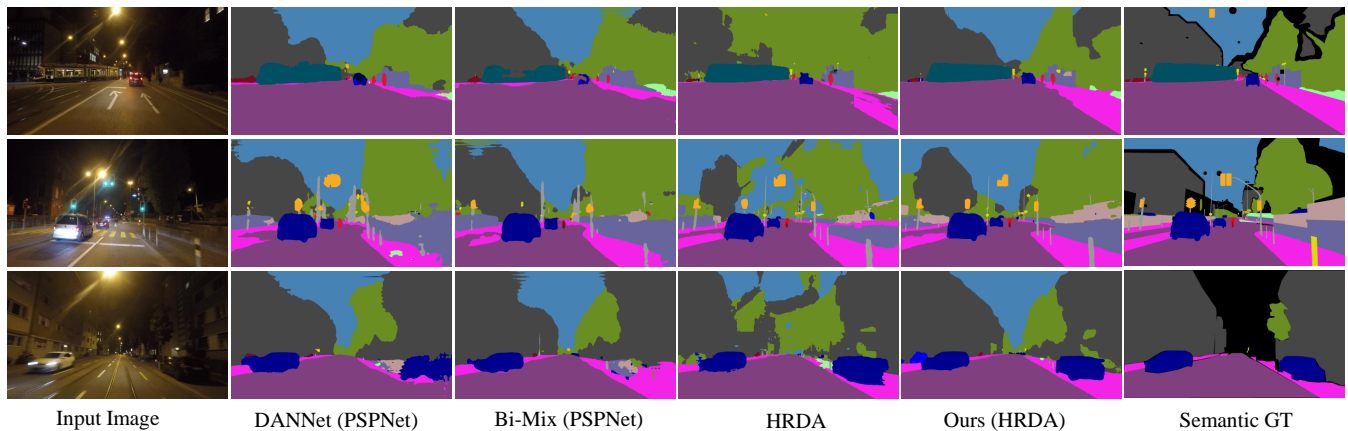 Input Image
DANNet (PSPNet)
Bi-Mix (PSPNet)
HRDA
Ours (HRDA)
Semantic GT